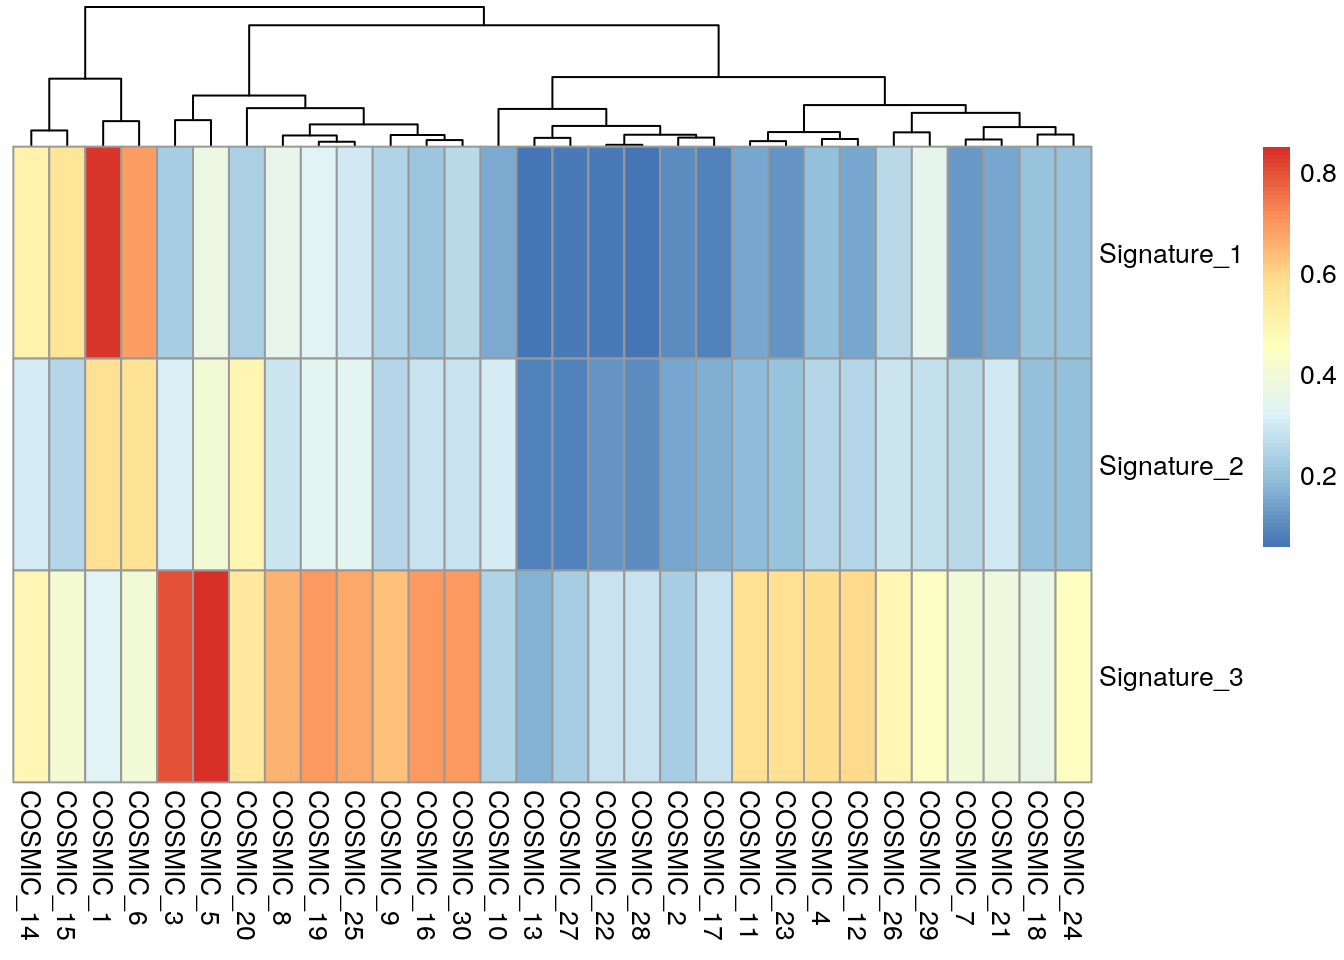 0.8
Signature_1
0.6
0.4
Signature_2
0.2
Signature_3
COSMIC_14
COSMIC_15
COSMIC_1
COSMIC_6
COSMIC_3
COSMIC_5
COSMIC_20
COSMIC_8
COSMIC_19
COSMIC_25
COSMIC_9
COSMIC_16
COSMIC_30
COSMIC_10
COSMIC_13
COSMIC_27
COSMIC_22
COSMIC_28
COSMIC_2
COSMIC_17
COSMIC_11
COSMIC_23
COSMIC_4
COSMIC_12
COSMIC_26
COSMIC_29
COSMIC_7
COSMIC_21
COSMIC_18
COSMIC_24